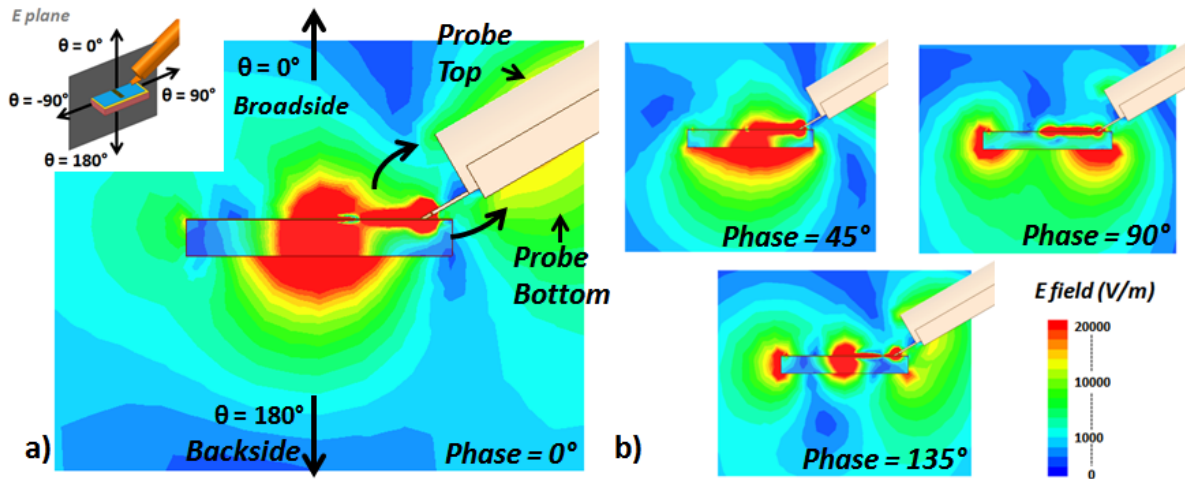 E plane
θ = 0°
θ = -90°
θ = 90°
θ = 180°
θ = 0°
Broadside
Probe
Top
Probe
Bottom
θ = 180°
Backside
a)
Phase = 0°
Phase = 45°
Phase = 90°
b)
Phase = 135°
E field (V/m)
20000
10000
1000
0